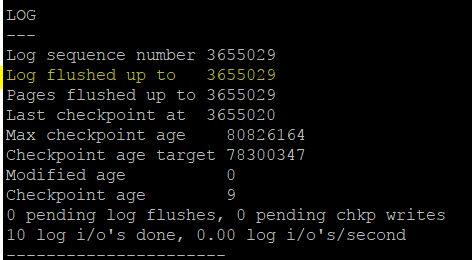 LOG
---
Log sequence number 3655029
Log flushed up to   3655029
Pages flushed up to 3655029
Last checkpoint at  3655020
Max checkpoint age    80826164
Checkpoint age target 78300347
Modified age          0
Checkpoint age        9
0 pending log flushes, 0 pending chkp writes
10 log i/o's done, 0.00 log i/o's/second
----------------------